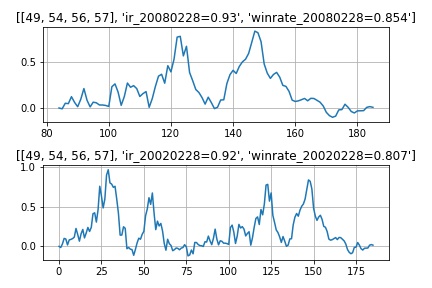 [[49, 54, 56, 57], 'ir_20080228=0.93', 'winrate_20080228=0.854']
0.5
0.0
80 100 120 140 160 180
[[49, 54, 56, 57], 'ir_20020228=0.92', 'winrate_20020228=0.807']
1.0
0.5
0.0
0 25 50 75 100 125 150 175